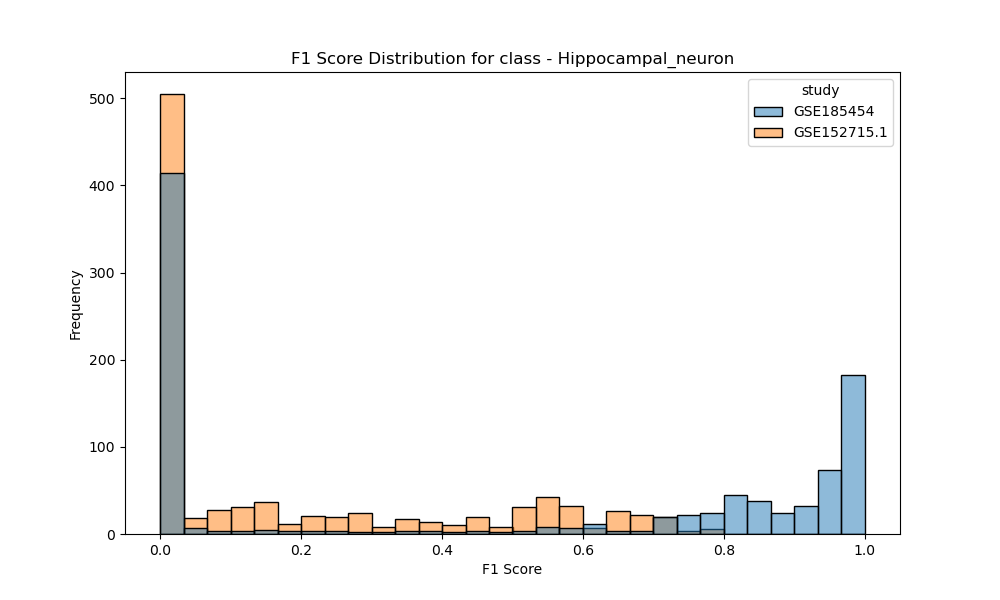 F1 Score Distribution for class - Hippocampal_neuron
study
GSE185454
GSE152715.1
Frequency
500
400
300
200
100
0
0.0 0.2 0.4 0.6 0.8 1.0
F1 Score